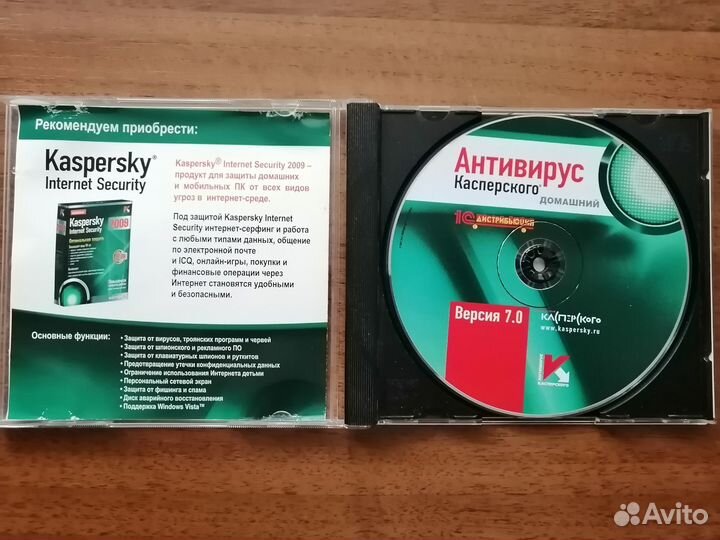 Рекомендуем приобрести:
Kaspersky®
Internet Security
Kaspersky® Internet Security 2009 –
продукт для защиты домашних
и мобильных ПК от всех видов
угроз в интернет-среде.
Под защитой Kaspersky Internet
Security интернет-серфинг и работа
с любыми типами данных, общение
по электронной почте
и ICQ, онлайн-игры, покупки и
финансовые операции через
Интернет становятся удобными
и безопасными.
Kaspersky
Internet Security
2009
Основные функции:
• Защита от вирусов, троянских программ и червей
• Защита от шпионского и рекламного ПО
• Защита от клавиатурных шпионов и руткитов
• Предотвращение утечки конфиденциальных данных
• Ограничение использования Интернета детьми
• Персональный сетевой экран
• Защита от фишинга и спама
• Диск аварийного восстановления
• Поддержка Windows Vista™
Антивирус
Касперского®
ДОМАШНИЙ
1С ДИСТРИБЬЮЦИЯ
Версия 7.0
КАСПЕРСКОГО
www.kaspersky.ru
АНТИВИРУС
КАСПЕРСКОГО
Avito